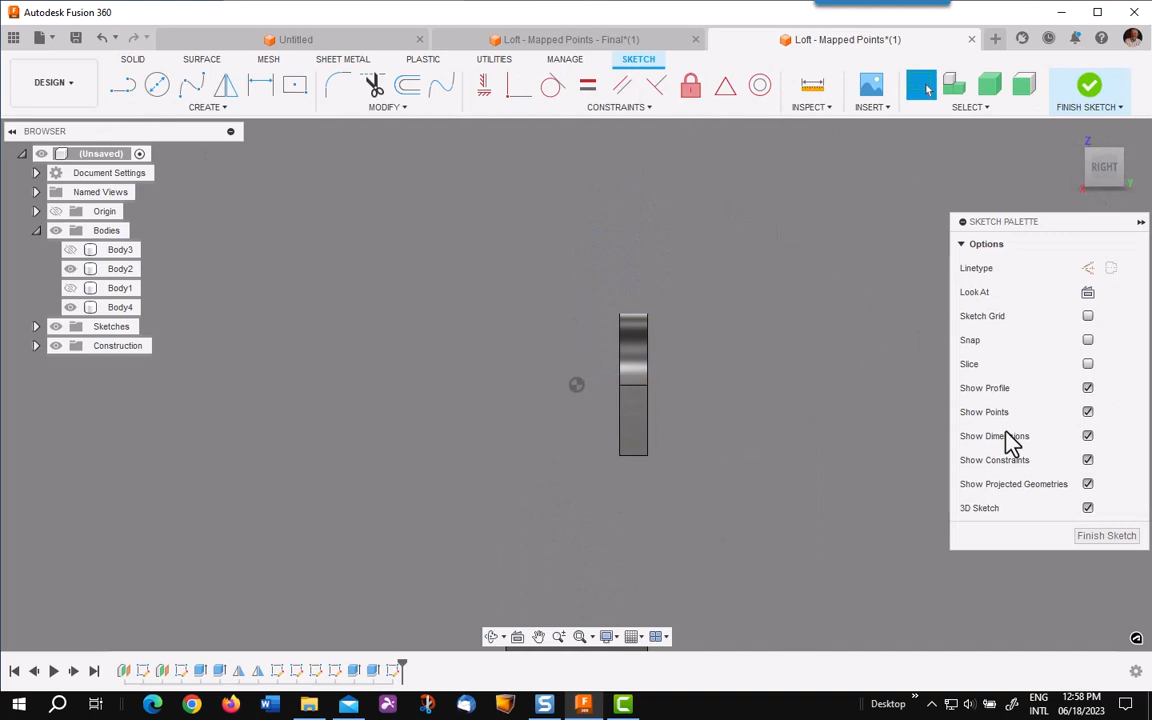 Autodesk Fusion 360
Untitled
Loft - Mapped Points - Final*(1)
Loft - Mapped Points*(1)
DESIGN
SOLID
SURFACE
SHEET METAL
MESH
PLASTIC
UTILITIES
MANAGE
SKETCH
CREATE
MODIFY
CONSTRAINTS
INSPECT
INSERT
SELECT
FINISH SKETCH
BROWSER
(Unsaved)
Document Settings
Named Views
Origin
Bodies
Body3
Body2
Body1
Body4
Sketches
Construction
Z
RIGHT
X
Y
SKETCH PALETTE
Options
Linetype
Look At
Sketch Grid
Snap
Slice
Show Profile
Show Points
Show Dimensions
Show Constraints
Show Projected Geometries
3D Sketch
Finish Sketch
Desktop
ENG
INTL
12:58 PM
06/18/2023